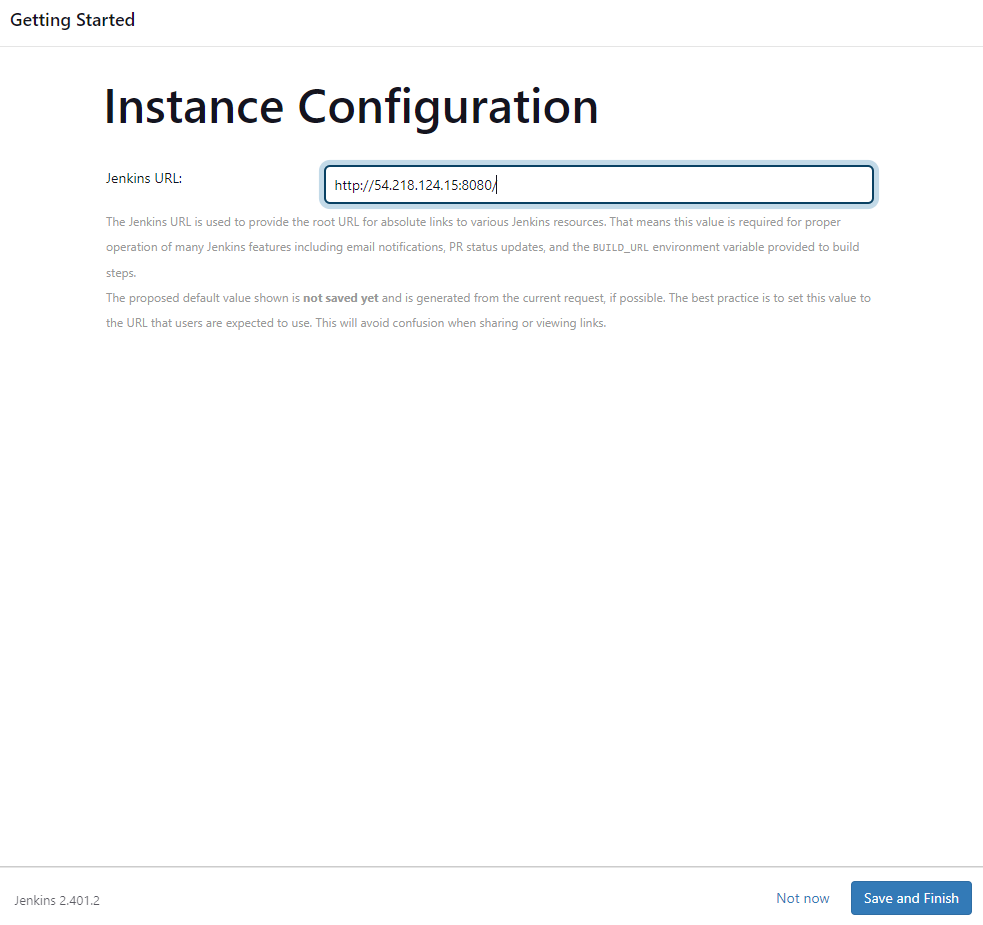 Getting Started
Instance Configuration
Jenkins URL:
http://54.218.124.15:8080/
The Jenkins URL is used to provide the root URL for absolute links to various Jenkins resources. That means this value is required for proper
operation of many Jenkins features including email notifications, PR status updates, and the BUILD_URL environment variable provided to build
steps.
The proposed default value shown is not saved yet and is generated from the current request, if possible. The best practice is to set this value to
the URL that users are expected to use. This will avoid confusion when sharing or viewing links.
Jenkins 2.401.2
Not now
Save and Finish